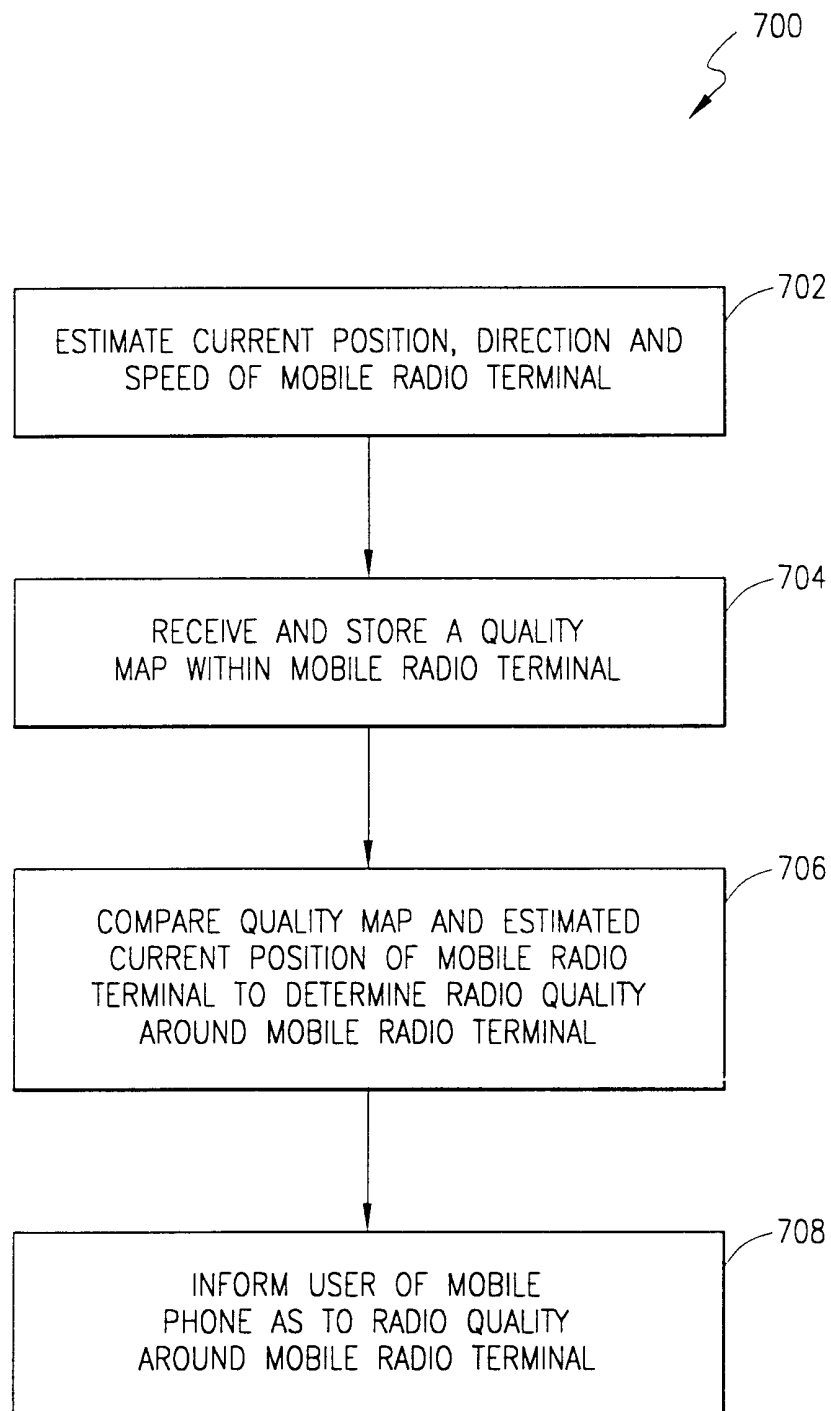 700
702
ESTIMATE CURRENT POSITION, DIRECTION AND
SPEED OF MOBILE RADIO TERMINAL
704
RECEIVE AND STORE A QUALITY
MAP WITHIN MOBILE RADIO TERMINAL
706
COMPARE QUALITY MAP AND ESTIMATED
CURRENT POSITION OF MOBILE RADIO
TERMINAL TO DETERMINE RADIO QUALITY
AROUND MOBILE RADIO TERMINAL
708
INFORM USER OF MOBILE
PHONE AS TO RADIO QUALITY
AROUND MOBILE RADIO TERMINAL